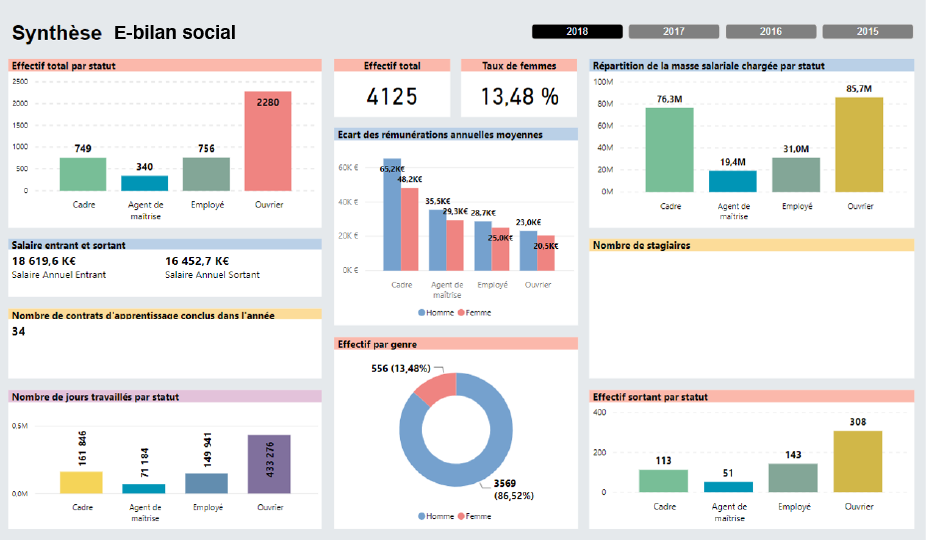 Synthèse E-bilan social
2018
2017
2016
2015
Effectif total par statut
2500
2000
1500
1000
500
0
749
340
756
2280
Cadre
Agent de
maîtrise
Employé
Ouvrier
Effectif total
4125
Taux de femmes
13,48 %
Répartition de la masse salariale chargée par statut
100M
80M
60M
40M
20M
0M
76,3M
19,4M
31,0M
85,7M
Cadre
Agent de
maîtrise
Employé
Ouvrier
Ecart des rémunérations annuelles moyennes
60K €
40K €
20K €
0K €
65,2K€
48,2K€
35,5K€
29,3K€
28,7K€
25,0K€
23,0K€
20,5K€
Cadre
Agent de
maîtrise
Employé
Ouvrier
Homme
Femme
Salaire entrant et sortant
18 619,6 K€
Salaire Annuel Entrant
16 452,7 K€
Salaire Annuel Sortant
Nombre de stagiaires
Nombre de contrats d'apprentissage conclus dans l'année
34
Effectif par genre
556 (13,48%)
3569
(86,52%)
Homme
Femme
Nombre de jours travaillés par statut
0,5M
0,0M
161 846
71 184
149 941
433 276
Cadre
Agent de
maîtrise
Employé
Ouvrier
Effectif sortant par statut
400
200
0
113
51
143
308
Cadre
Agent de
maîtrise
Employé
Ouvrier